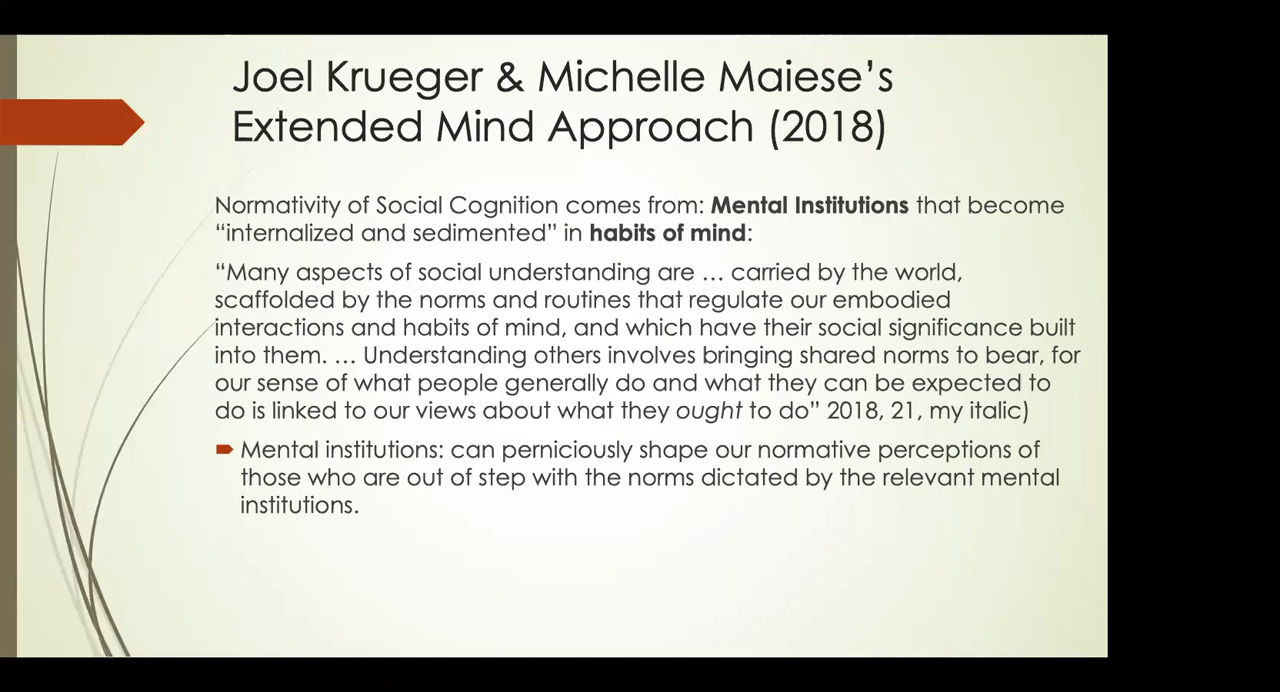 Joel Krueger & Michelle Maiese’s
Extended Mind Approach (2018)
Normativity of Social Cognition comes from: Mental Institutions that become
“internalized and sedimented” in habits of mind:
“Many aspects of social understanding are … carried by the world,
scaffolded by the norms and routines that regulate our embodied
interactions and habits of mind, and which have their social significance built
into them. … Understanding others involves bringing shared norms to bear, for
our sense of what people generally do and what they can be expected to
do is linked to our views about what they ought to do” 2018, 21, my italic)
Mental institutions: can perniciously shape our normative perceptions of
those who are out of step with the norms dictated by the relevant mental
institutions.